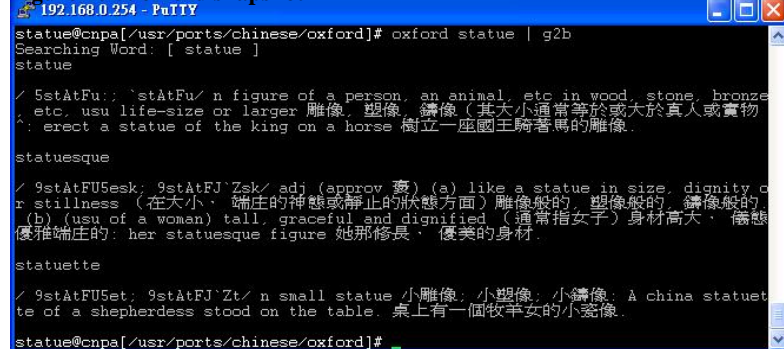 192.168.0.254 - PuTTY
statue@cnpa[/usr/ports/chinese/oxford]# oxford statue | g2b
Searching Word: [ statue ]
statue
/ 5stAtFu:; `stAtFu/ n figure of a person, an animal, etc in wood, stone, bronze
, etc, usu life-size or larger 雕像, 塑像, 鑄像 (其大小通常等於或大於真人或實物
^: erect a statue of the king on a horse 樹立一座國王騎著馬的雕像.
statuesque
/ 9stAtFU5esk; 9stAtFJ`Zsk/ adj (approv 褒) (a) like a statue in size, dignity o
r stillness (在大小﹑ 端庄的神態或靜止的狀態方面) 雕像般的, 塑像般的, 鑄像般的.
(b) (usu of a woman) tall, graceful and dignified (通常指女子) 身材高大﹑ 儀態
優雅端庄的: her statuesque figure 她那修長﹑ 優美的身材.
statuette
/ 9stAtFU5et; 9stAtFJ`Zt/ n small statue 小雕像; 小塑像; 小鑄像: A china statuet
te of a shepherdess stood on the table. 桌上有一個牧羊女的小瓷像.
statue@cnpa[/usr/ports/chinese/oxford]#